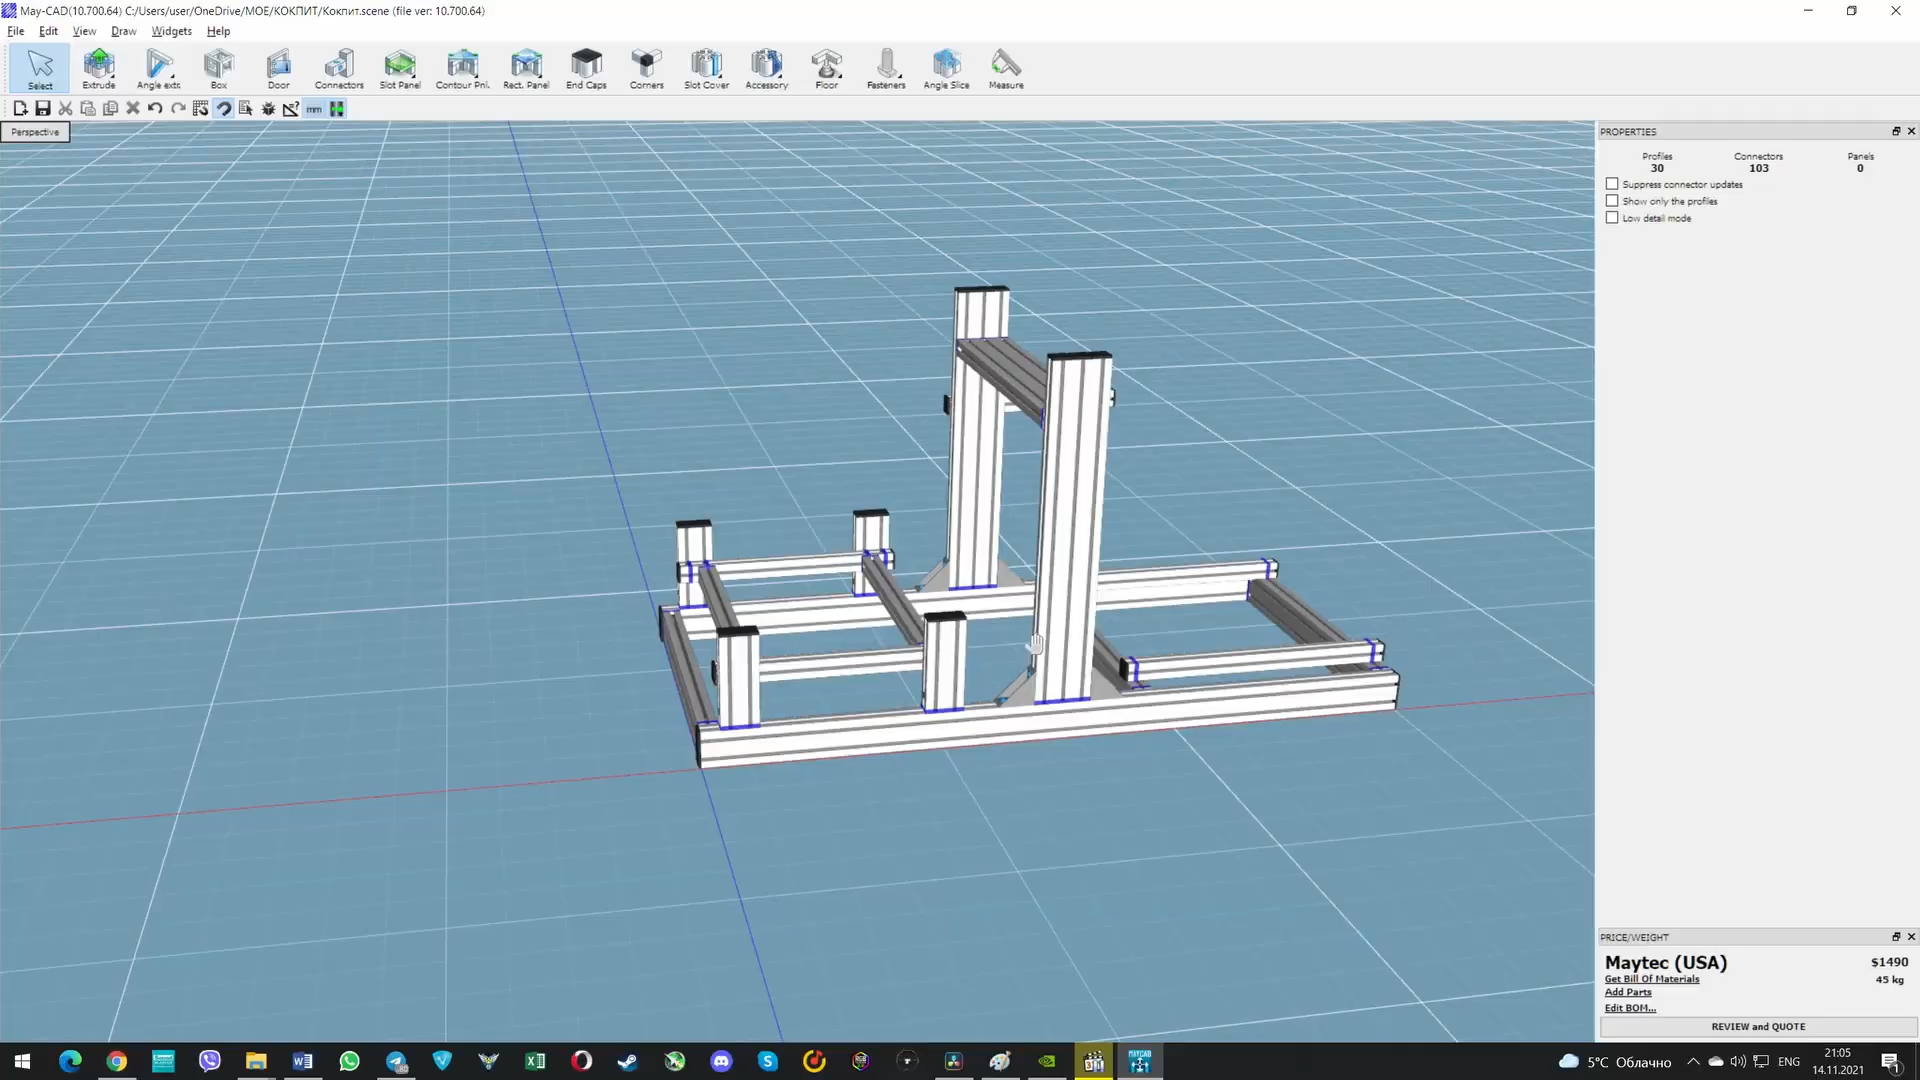 May-CAD(10.700.64) C:/Users/user/OneDrive/МОЕ/КОКПИТ/Кокпит.scene (file ver: 10.700.64)
File Edit View Draw Widgets Help
Select Extrude Angle exts Box Door Connectors Slot Panel Contour Pnl. Rect. Panel End Caps Corners Slot Cover Accessory Floor Fasteners Angle Slice Measure
mm
Perspective
PROPERTIES
Profiles Connectors Panels
30 103 0
Suppress connector updates
Show only the profiles
Low detail mode
PRICE/WEIGHT
Maytec (USA) $1490
Get Bill Of Materials 45 kg
Add Parts
Edit BOM...
REVIEW and QUOTE
MAYCAD
5°C Облачно ENG 21:05
14.11.2021